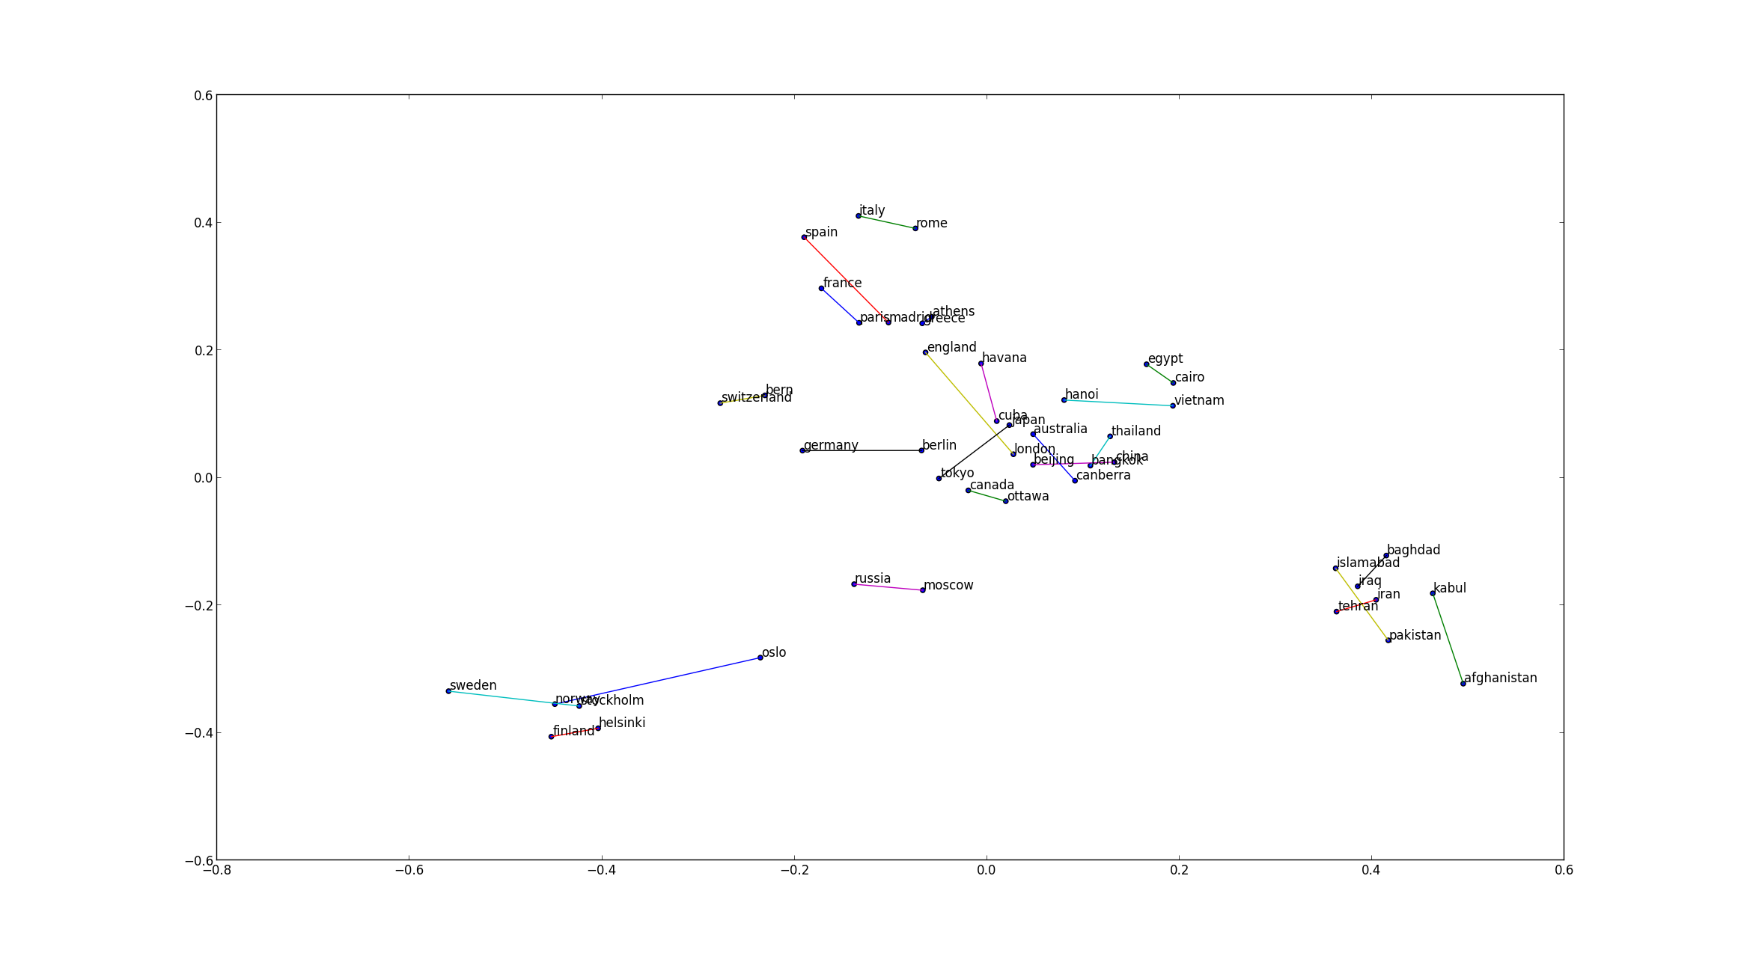 0.6
italy
rome
0.4
spain
france
athens
paris
madrid
greece
england
0.2
havana
egypt
cairo
bern
switzerland
hanoi
vietnam
cuba
japan
australia
thailand
germany
berlin
london
beijing
bangkok
china
0.0
tokyo
canberra
canada
ottawa
baghdad
islamabad
russia
iraq
moscow
kabul
iran
−0.2
tehran
pakistan
oslo
afghanistan
sweden
norway
stockholm
helsinki
−0.4
finland
−0.6
−0.8
−0.6
−0.4
−0.2
0.0
0.2
0.4
0.6